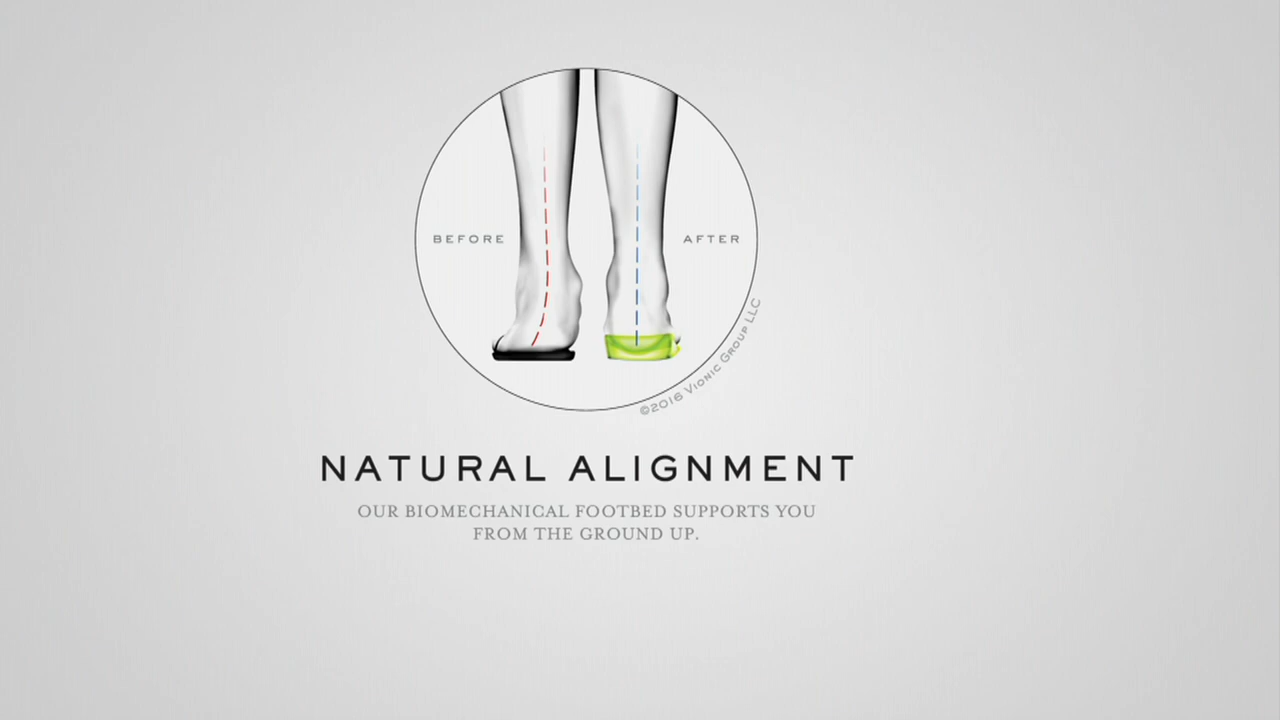 BEFORE
AFTER
©2016 VIONIC GROUP LLC
NATURAL ALIGNMENT
OUR BIOMECHANICAL FOOTBED SUPPORTS YOU
FROM THE GROUND UP.